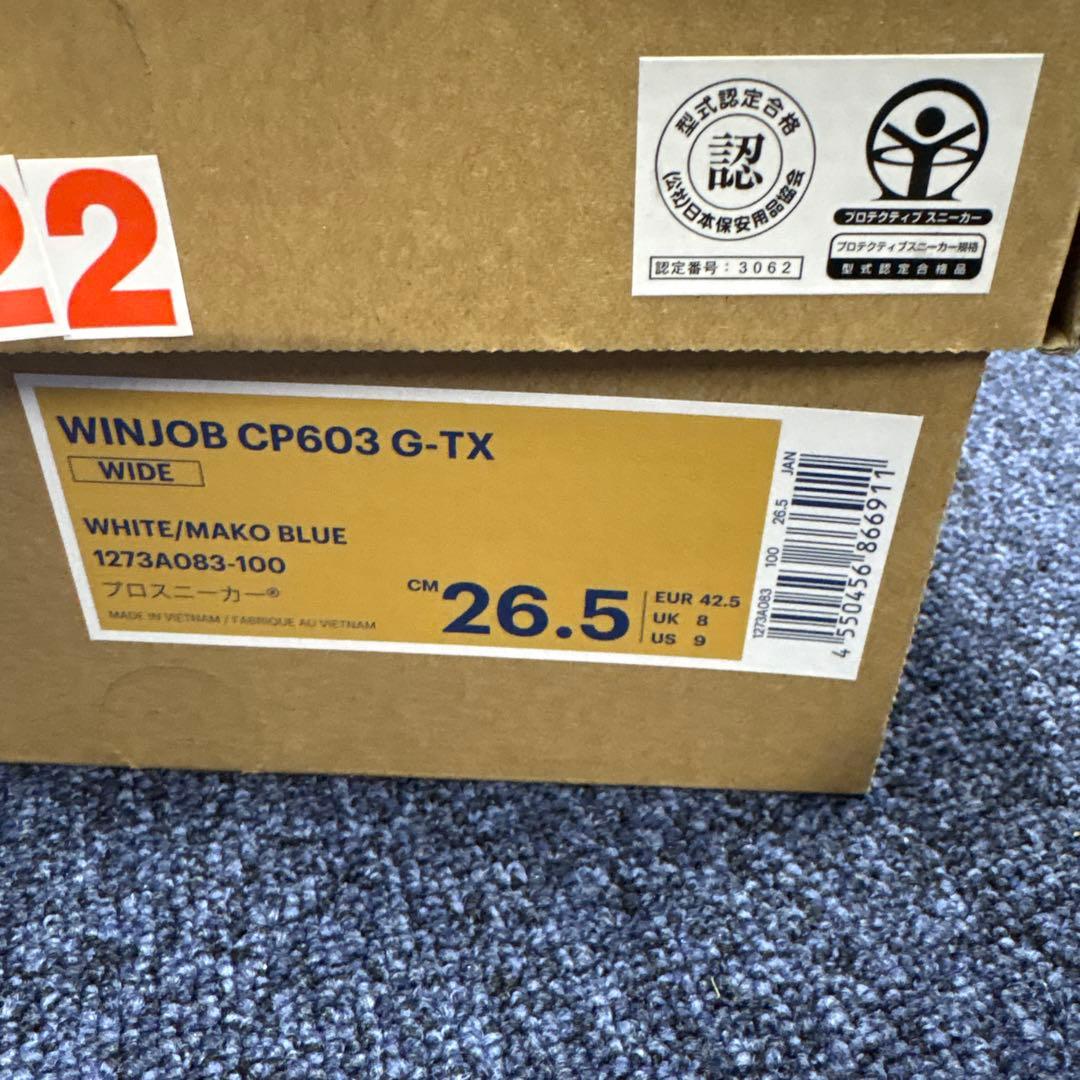 22
型式認定合格
認
(公社)日本保安用品協会
認定番号：3062
プロテクティブ スニーカー
プロテクティブスニーカー規格
型式認定合格品
WINJOB CP603 G-TX
WIDE
WHITE/MAKO BLUE
1273A083-100
プロスニーカー®
MADE IN VIETNAM / FABRIQUE AU VIETNAM
CM 26.5
EUR 42.5
UK 8
US 9
1273A083 100 26.5 JAN
4 550456 866911